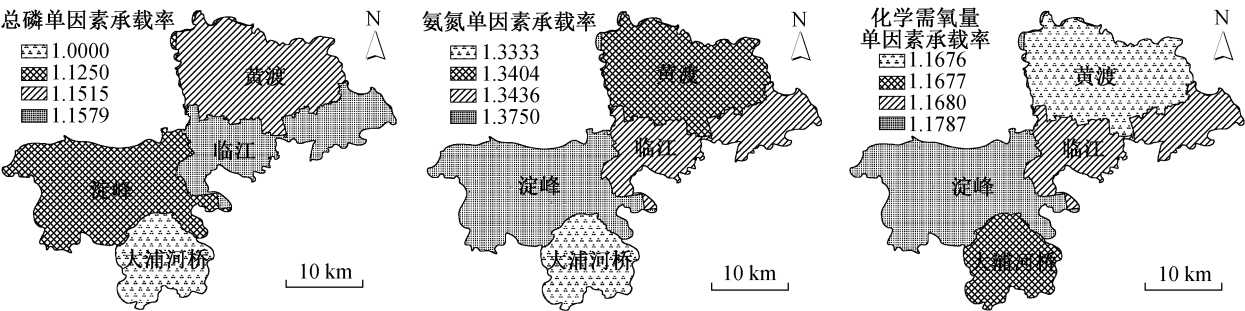 总磷单因素承载率
1.0000
1.1250
1.1515
1.1579
N
黄渡
临江
淀峰
大浦河桥
10 km
氨氮单因素承载率
1.3333
1.3404
1.3436
1.3750
N
黄渡
临江
淀峰
大浦河桥
10 km
化学需氧量
单因素承载率
1.1676
1.1677
1.1680
1.1787
N
黄渡
临江
淀峰
大浦河桥
10 km